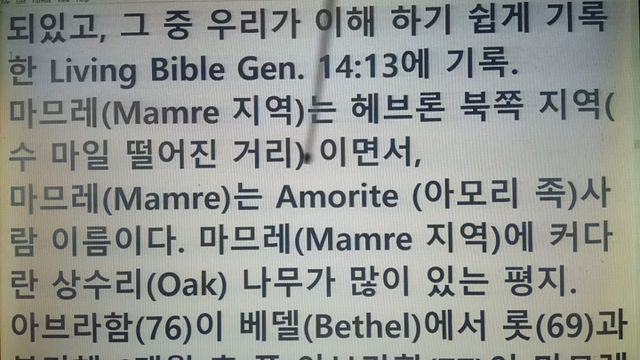 되있고, 그 중 우리가 이해 하기 쉽게 기록
한 Living Bible Gen. 14:13에 기록.
마므레(Mamre 지역)는 헤브론 북쪽 지역(
수 마일 떨어진 거리) 이면서,
마므레(Mamre)는 Amorite (아모리 족)사
람 이름이다. 마므레(Mamre 지역)에 커다
란 상수리(Oak) 나무가 많이 있는 평지.
아브라함(76)이 베델(Bethel)에서 롯(69)과